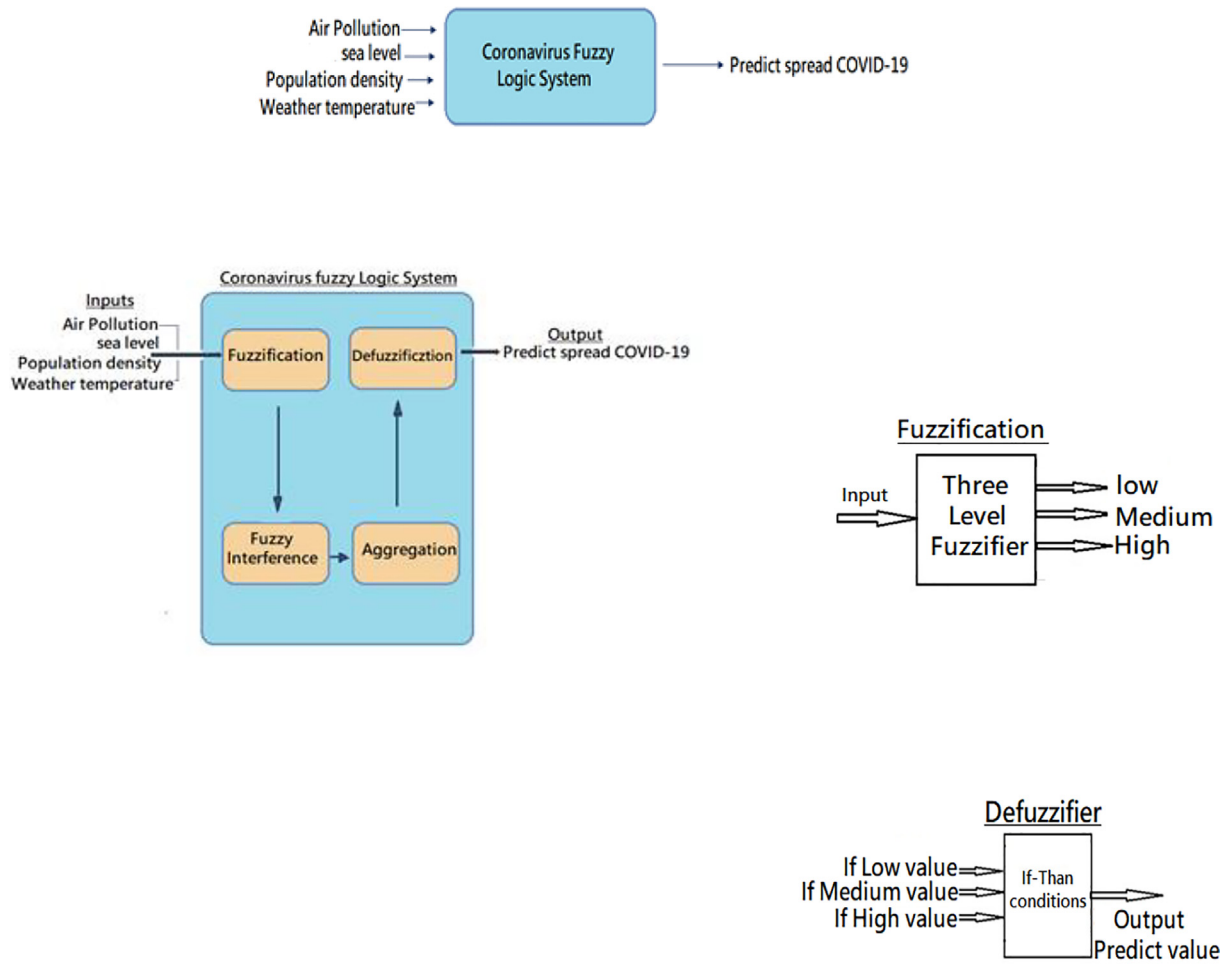 Air Pollution
sea level
Population density
Weather temperature
Coronavirus Fuzzy
Logic System
Predict spread COVID-19
Coronavirus fuzzy Logic System
Inputs
Air Pollution
sea level
Population density
Weather temperature
Fuzzification
Defuzzificztion
Output
Predict spread COVID-19
Fuzzy
Interference
Aggregation
Fuzzification
Input
Three
Level
Fuzzifier
low
Medium
High
Defuzzifier
If Low value
If Medium value
If High value
If-Than
conditions
Output
Predict value